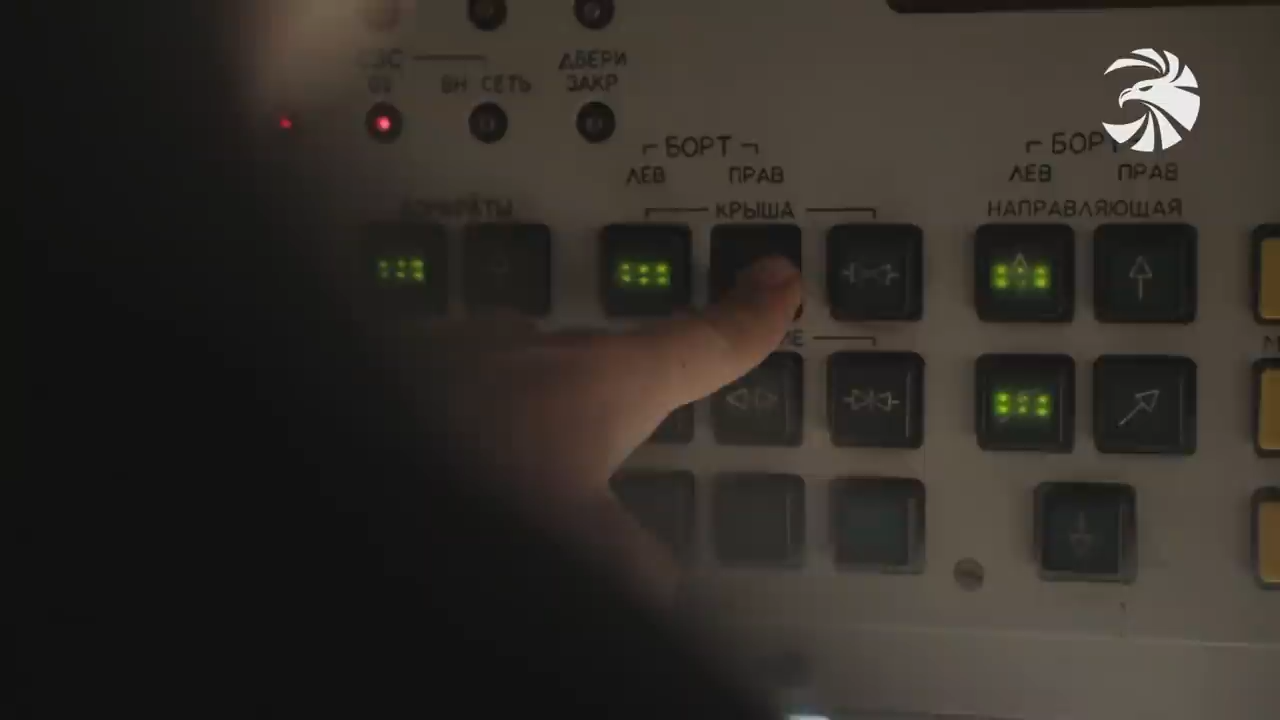 ДВЕРИ
ВН СЕТЬ ЗАКР
БОРТ БОРТ
ЛЕВ ПРАВ ЛЕВ ПРАВ
КРЫША НАПРАВЛЯЮЩАЯ